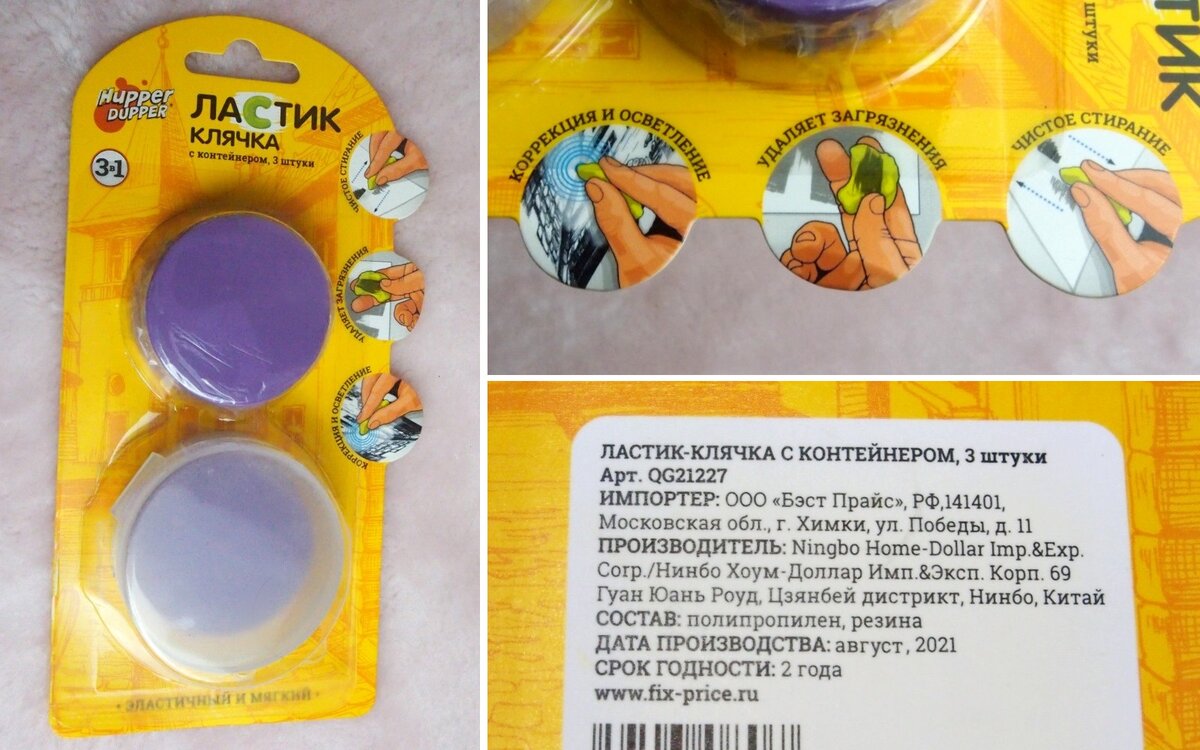 Hupper
DUPPER
ЛАСТИК
КЛЯЧКА
с контейнером, 3 штуки
3в1
ЧИСТОЕ СТИРАНИЕ
УДАЛЯЕТ ЗАГРЯЗНЕНИЯ
КОРРЕКЦИЯ И ОСВЕТЛЕНИЕ
• ЭЛАСТИЧНЫЙ И МЯГКИЙ •
ТИК
штуки
КОРРЕКЦИЯ И ОСВЕТЛЕНИЕ
УДАЛЯЕТ ЗАГРЯЗНЕНИЯ
ЧИСТОЕ СТИРАНИЕ
ЛАСТИК-КЛЯЧКА С КОНТЕЙНЕРОМ, 3 штуки
Арт. QG21227
ИМПОРТЕР: ООО «Бэст Прайс», РФ,141401,
Московская обл., г. Химки, ул. Победы, д. 11
ПРОИЗВОДИТЕЛЬ: Ningbo Home-Dollar Imp.&Exp.
Corp./Нинбо Хоум-Доллар Имп.&Эксп. Корп. 69
Гуан Юань Роуд, Цзянбей дистрикт, Нинбо, Китай
СОСТАВ: полипропилен, резина
ДАТА ПРОИЗВОДСТВА: август, 2021
СРОК ГОДНОСТИ: 2 года
www.fix-price.ru